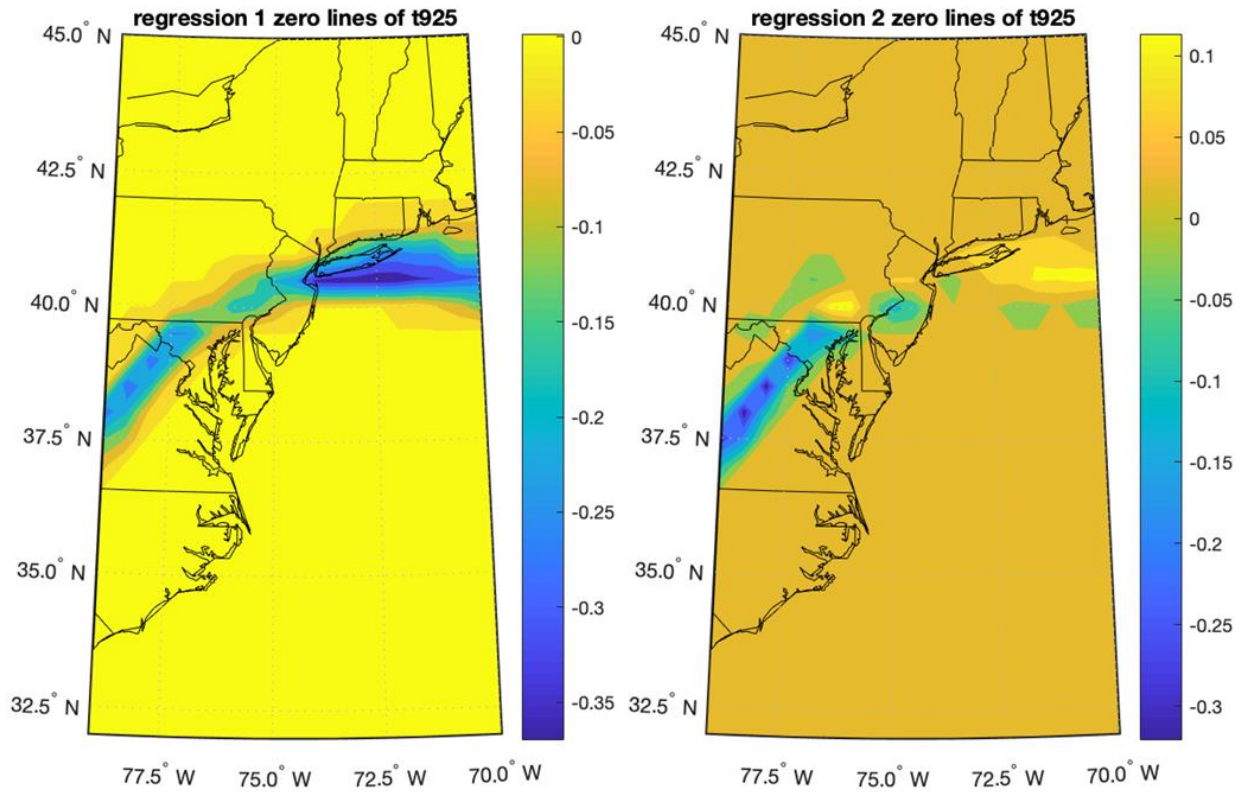 regression 1 zero lines of t925
45.0° N
42.5° N
40.0° N
37.5° N
35.0° N
32.5° N
77.5° W
75.0° W
72.5° W
70.0° W
0
-0.05
-0.1
-0.15
-0.2
-0.25
-0.3
-0.35
regression 2 zero lines of t925
45.0° N
42.5° N
40.0° N
37.5° N
35.0° N
32.5° N
77.5° W
75.0° W
72.5° W
70.0° W
0.1
0.05
0
-0.05
-0.1
-0.15
-0.2
-0.25
-0.3